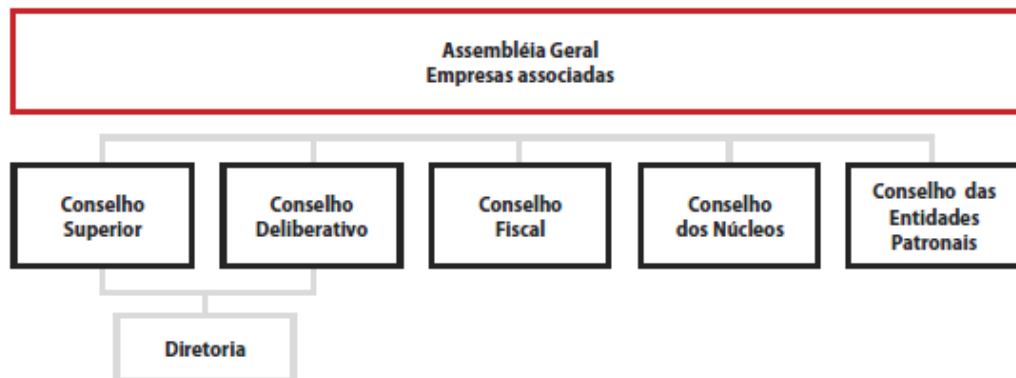 Assembléia Geral
Empresas associadas
Conselho
Superior
Conselho
Deliberativo
Conselho
Fiscal
Conselho
dos Núcleos
Conselho das
Entidades
Patronais
Diretoria